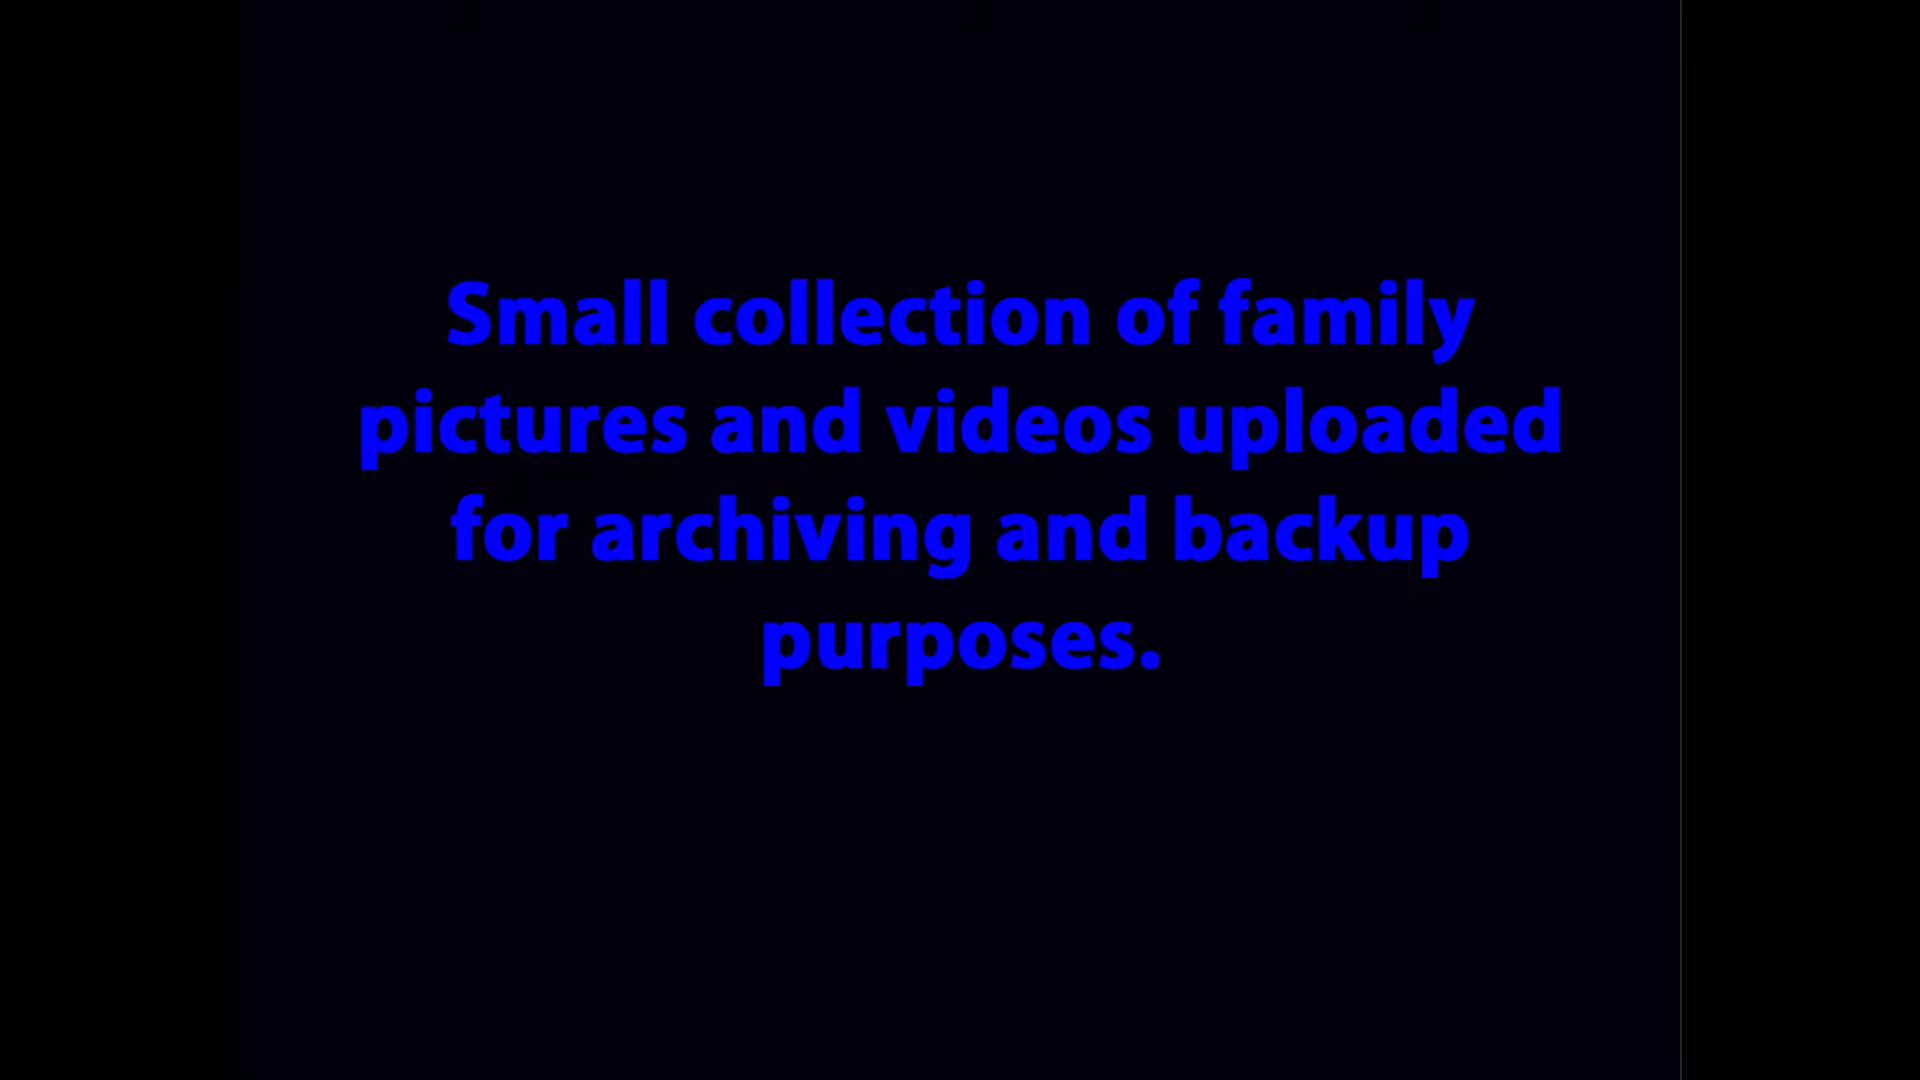 Small collection of family
pictures and videos uploaded
for archiving and backup
purposes.